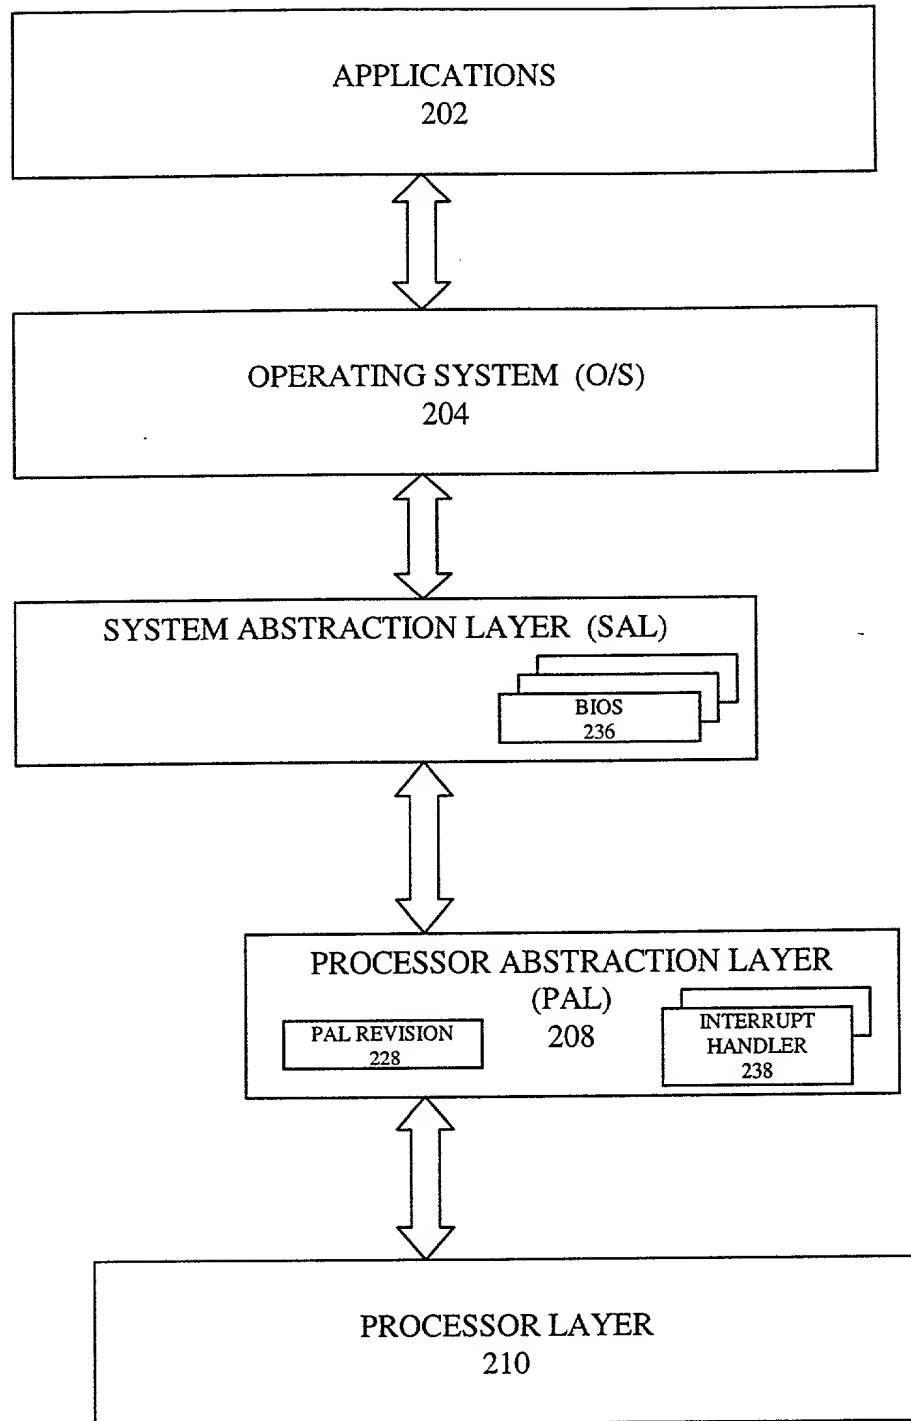 APPLICATIONS
202
OPERATING SYSTEM (O/S)
204
SYSTEM ABSTRACTION LAYER (SAL)
BIOS
236
PROCESSOR ABSTRACTION LAYER
(PAL)
208
PAL REVISION
228
INTERRUPT
HANDLER
238
PROCESSOR LAYER
210